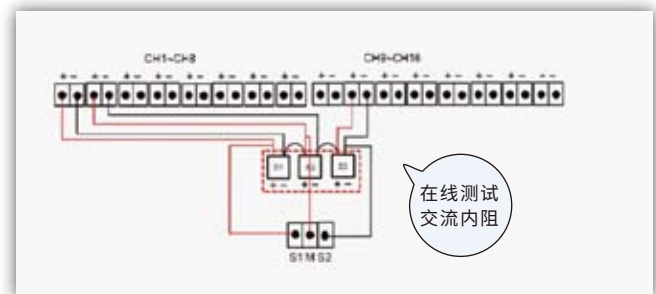 CH1~CH8
CH9~CH16
+ - + - + - + - + - + - + - + -
+ - + - + - + - + - + - + - - -
+ - + - + -
在线测试
交流内阻
S1 M S2